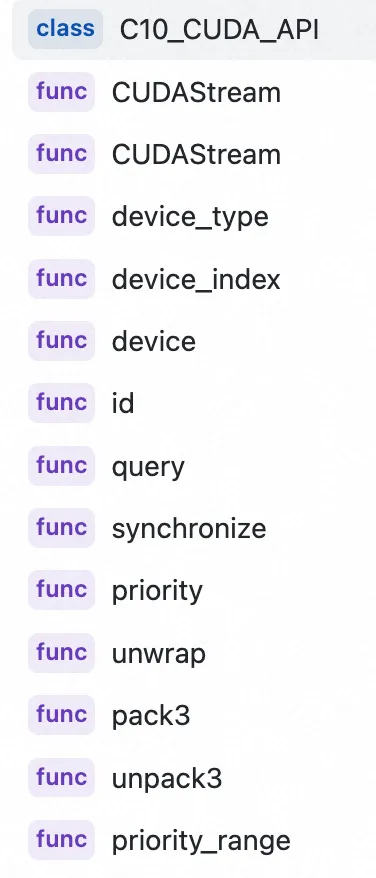 class C10_CUDA_API
func CUDAStream
func CUDAStream
func device_type
func device_index
func device
func id
func query
func synchronize
func priority
func unwrap
func pack3
func unpack3
func priority_range